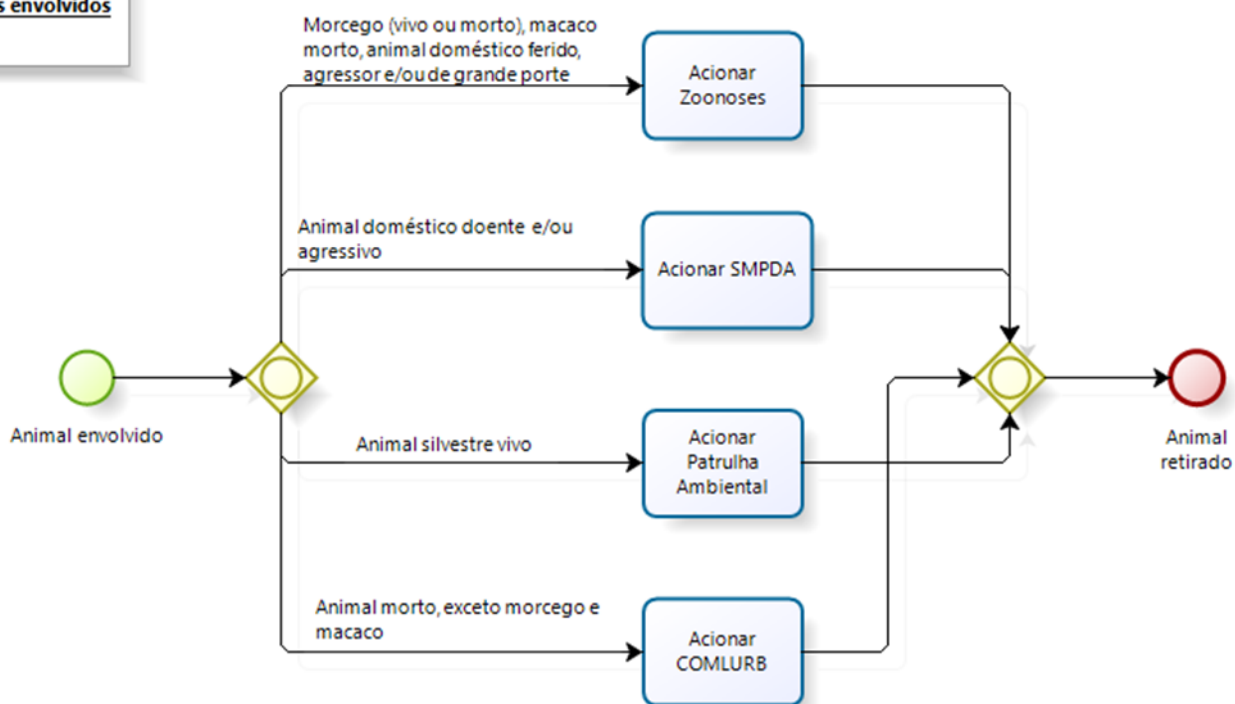 s envolvidos
Morcego (vivo ou morto), macaco
morto, animal doméstico ferido,
agressor e/ou de grande porte
Acionar
Zoonoses
Animal doméstico doente e/ou
agressivo
Acionar SMPDA
Animal envolvido
Animal silvestre vivo
Acionar
Patrulha
Ambiental
Animal
retirado
Animal morto, exceto morcego e
macaco
Acionar
COMLURB